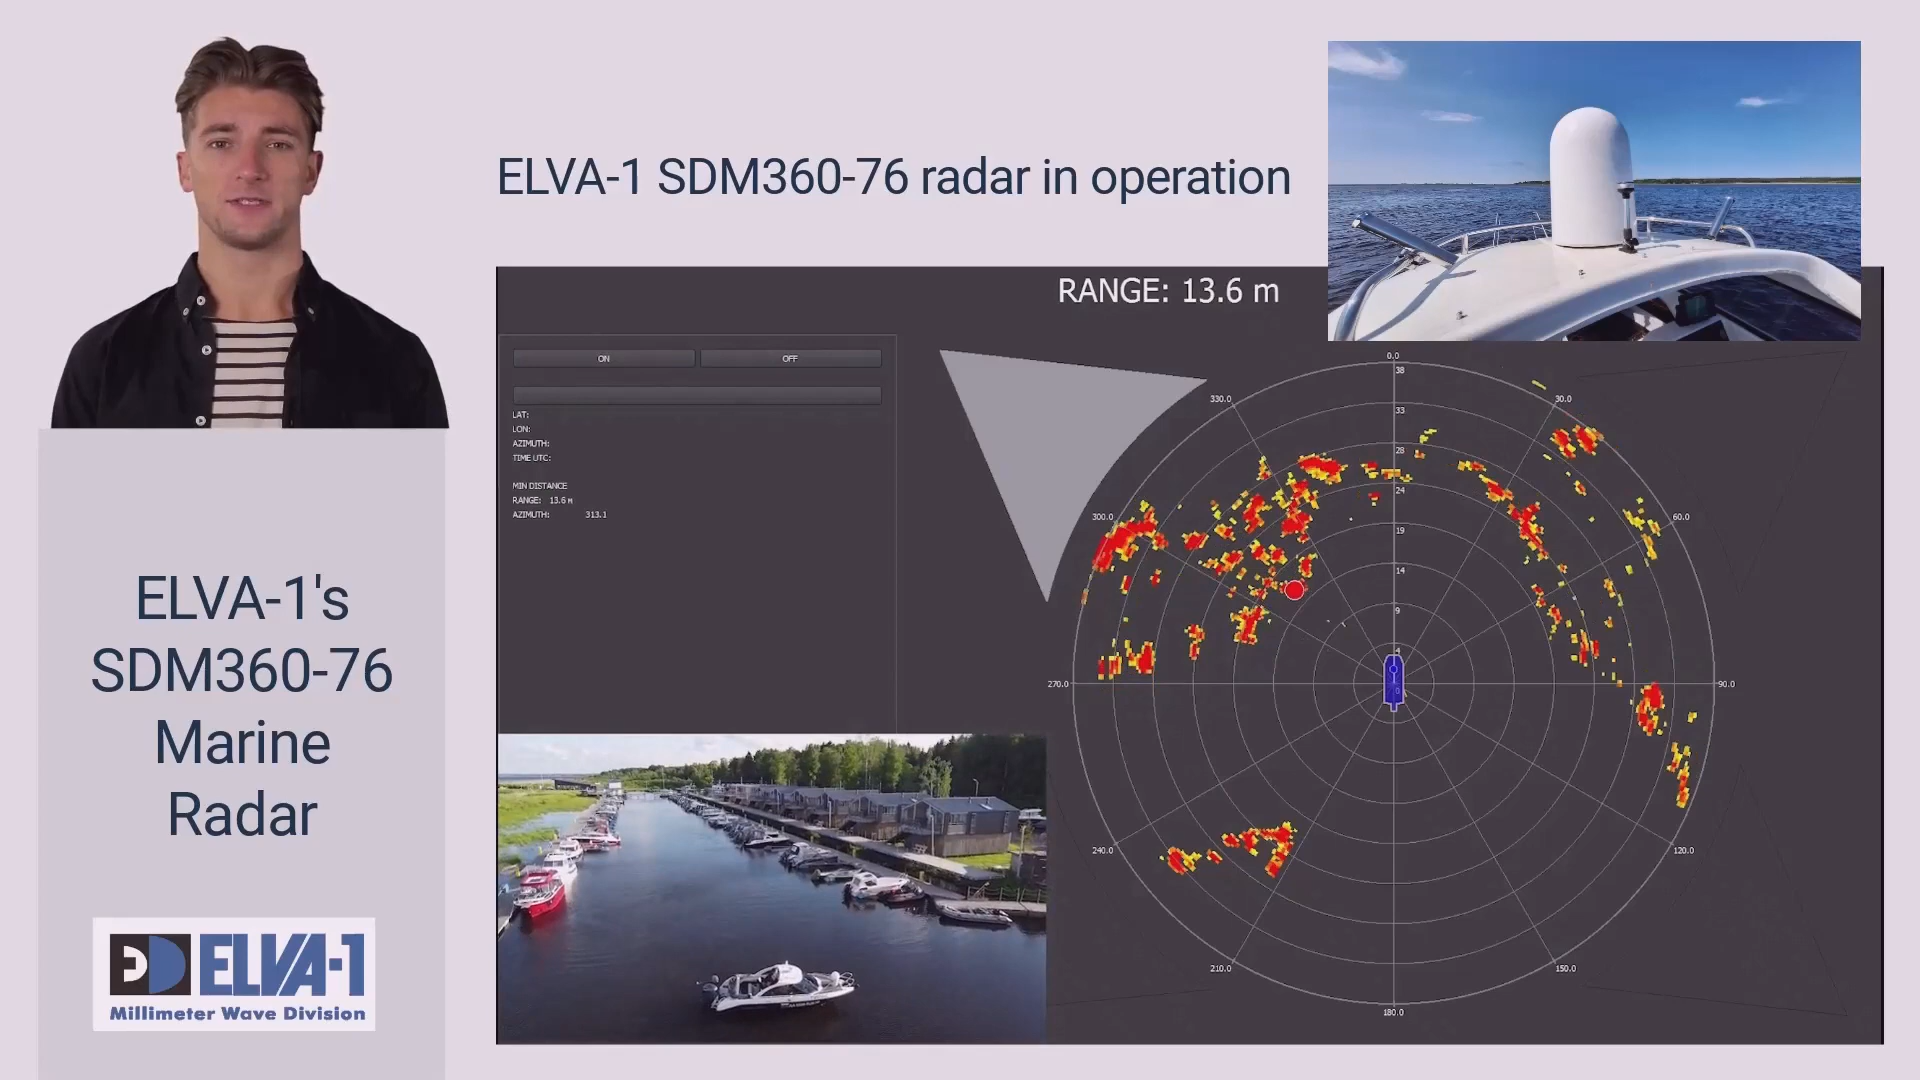 ELVA-1 SDM360-76 radar in operation
RANGE: 13.6 m
ON
OFF
LAT:
LON:
AZIMUTH:
TIME UTC:
MIN DISTANCE
RANGE: 13.6 м
AZIMUTH: 313.1
0.0
38
33
28
24
19
14
9
4
0
30.0
60.0
90.0
120.0
150.0
180.0
210.0
240.0
270.0
300.0
330.0
ELVA-1's
SDM360-76
Marine
Radar
ELVA-1
Millimeter Wave Division